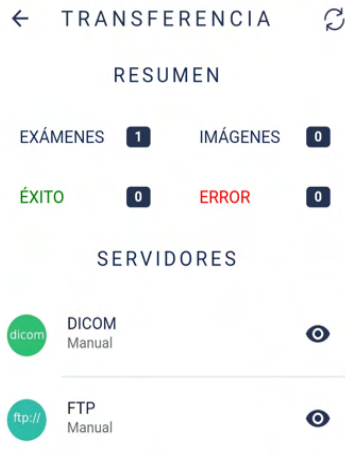 TRANSFERENCIA
RESUMEN
EXÁMENES 1 IMÁGENES 0
ÉXITO 0 ERROR 0
SERVIDORES
dicom DICOM
Manual
ftp:// FTP
Manual